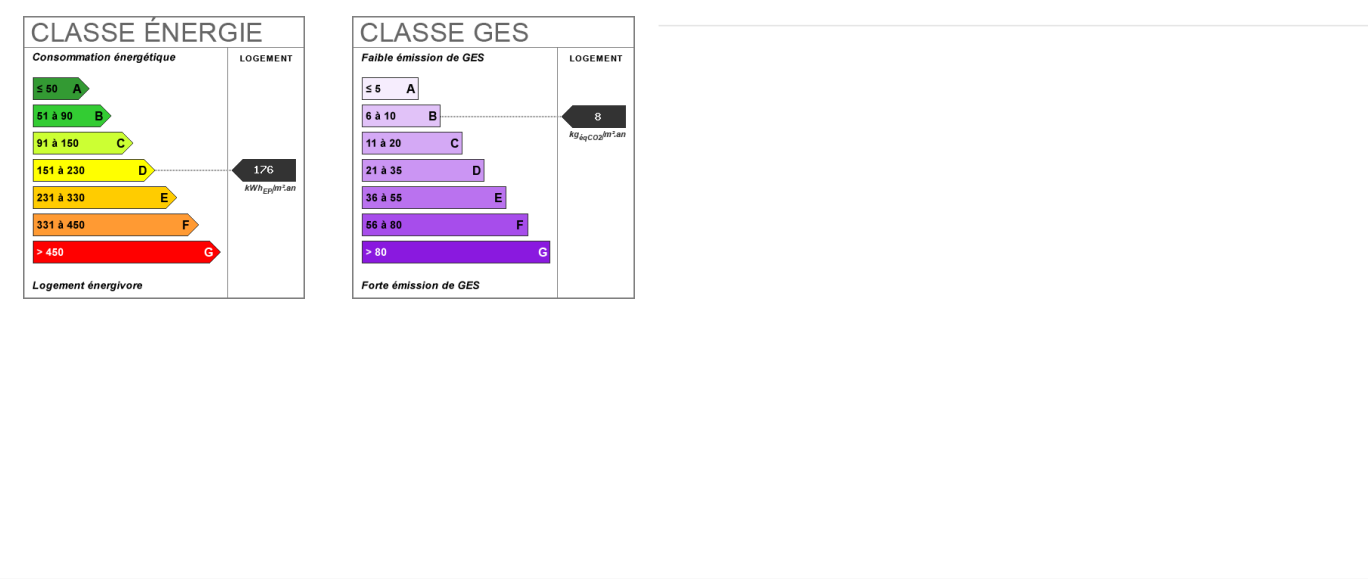 CLASSE ÉNERGIE
Consommation énergétique
LOGEMENT
≤ 50 A
51 à 90 B
91 à 150 C
151 à 230 D
176
kWhEP/m².an
231 à 330 E
331 à 450 F
> 450 G
Logement énergivore
CLASSE GES
Faible émission de GES
LOGEMENT
≤ 5 A
6 à 10 B
8
kgéqCO2/m².an
11 à 20 C
21 à 35 D
36 à 55 E
56 à 80 F
> 80 G
Forte émission de GES